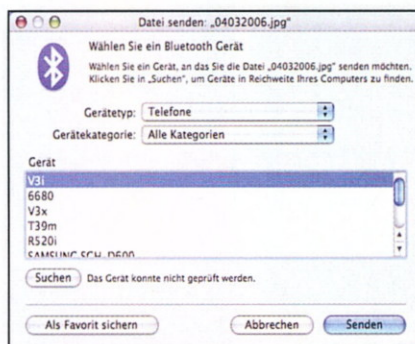 Datei senden: „04032006.jpg"
Wählen Sie ein Bluetooth Gerät
Wählen Sie ein Gerät, an das Sie die Datei „04032006.jpg" senden möchten.
Klicken Sie in „Suchen", um Geräte in Reichweite Ihres Computers zu finden.
Gerätetyp: Telefone
Gerätekategorie: Alle Kategorien
Gerät
V3i
6680
V3x
T39m
R520i
SAMSUNG SCH-D600
Suchen Das Gerät konnte nicht geprüft werden.
Als Favorit sichern Abbrechen Senden